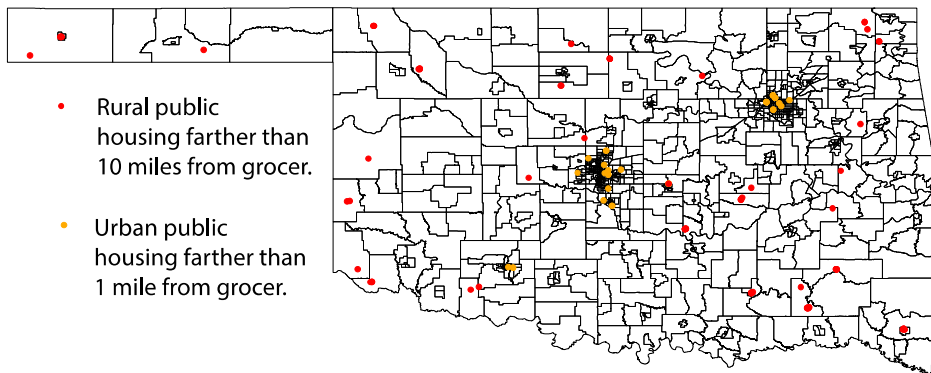 Rural public
housing farther than
10 miles from grocer.
Urban public
housing farther than
1 mile from grocer.